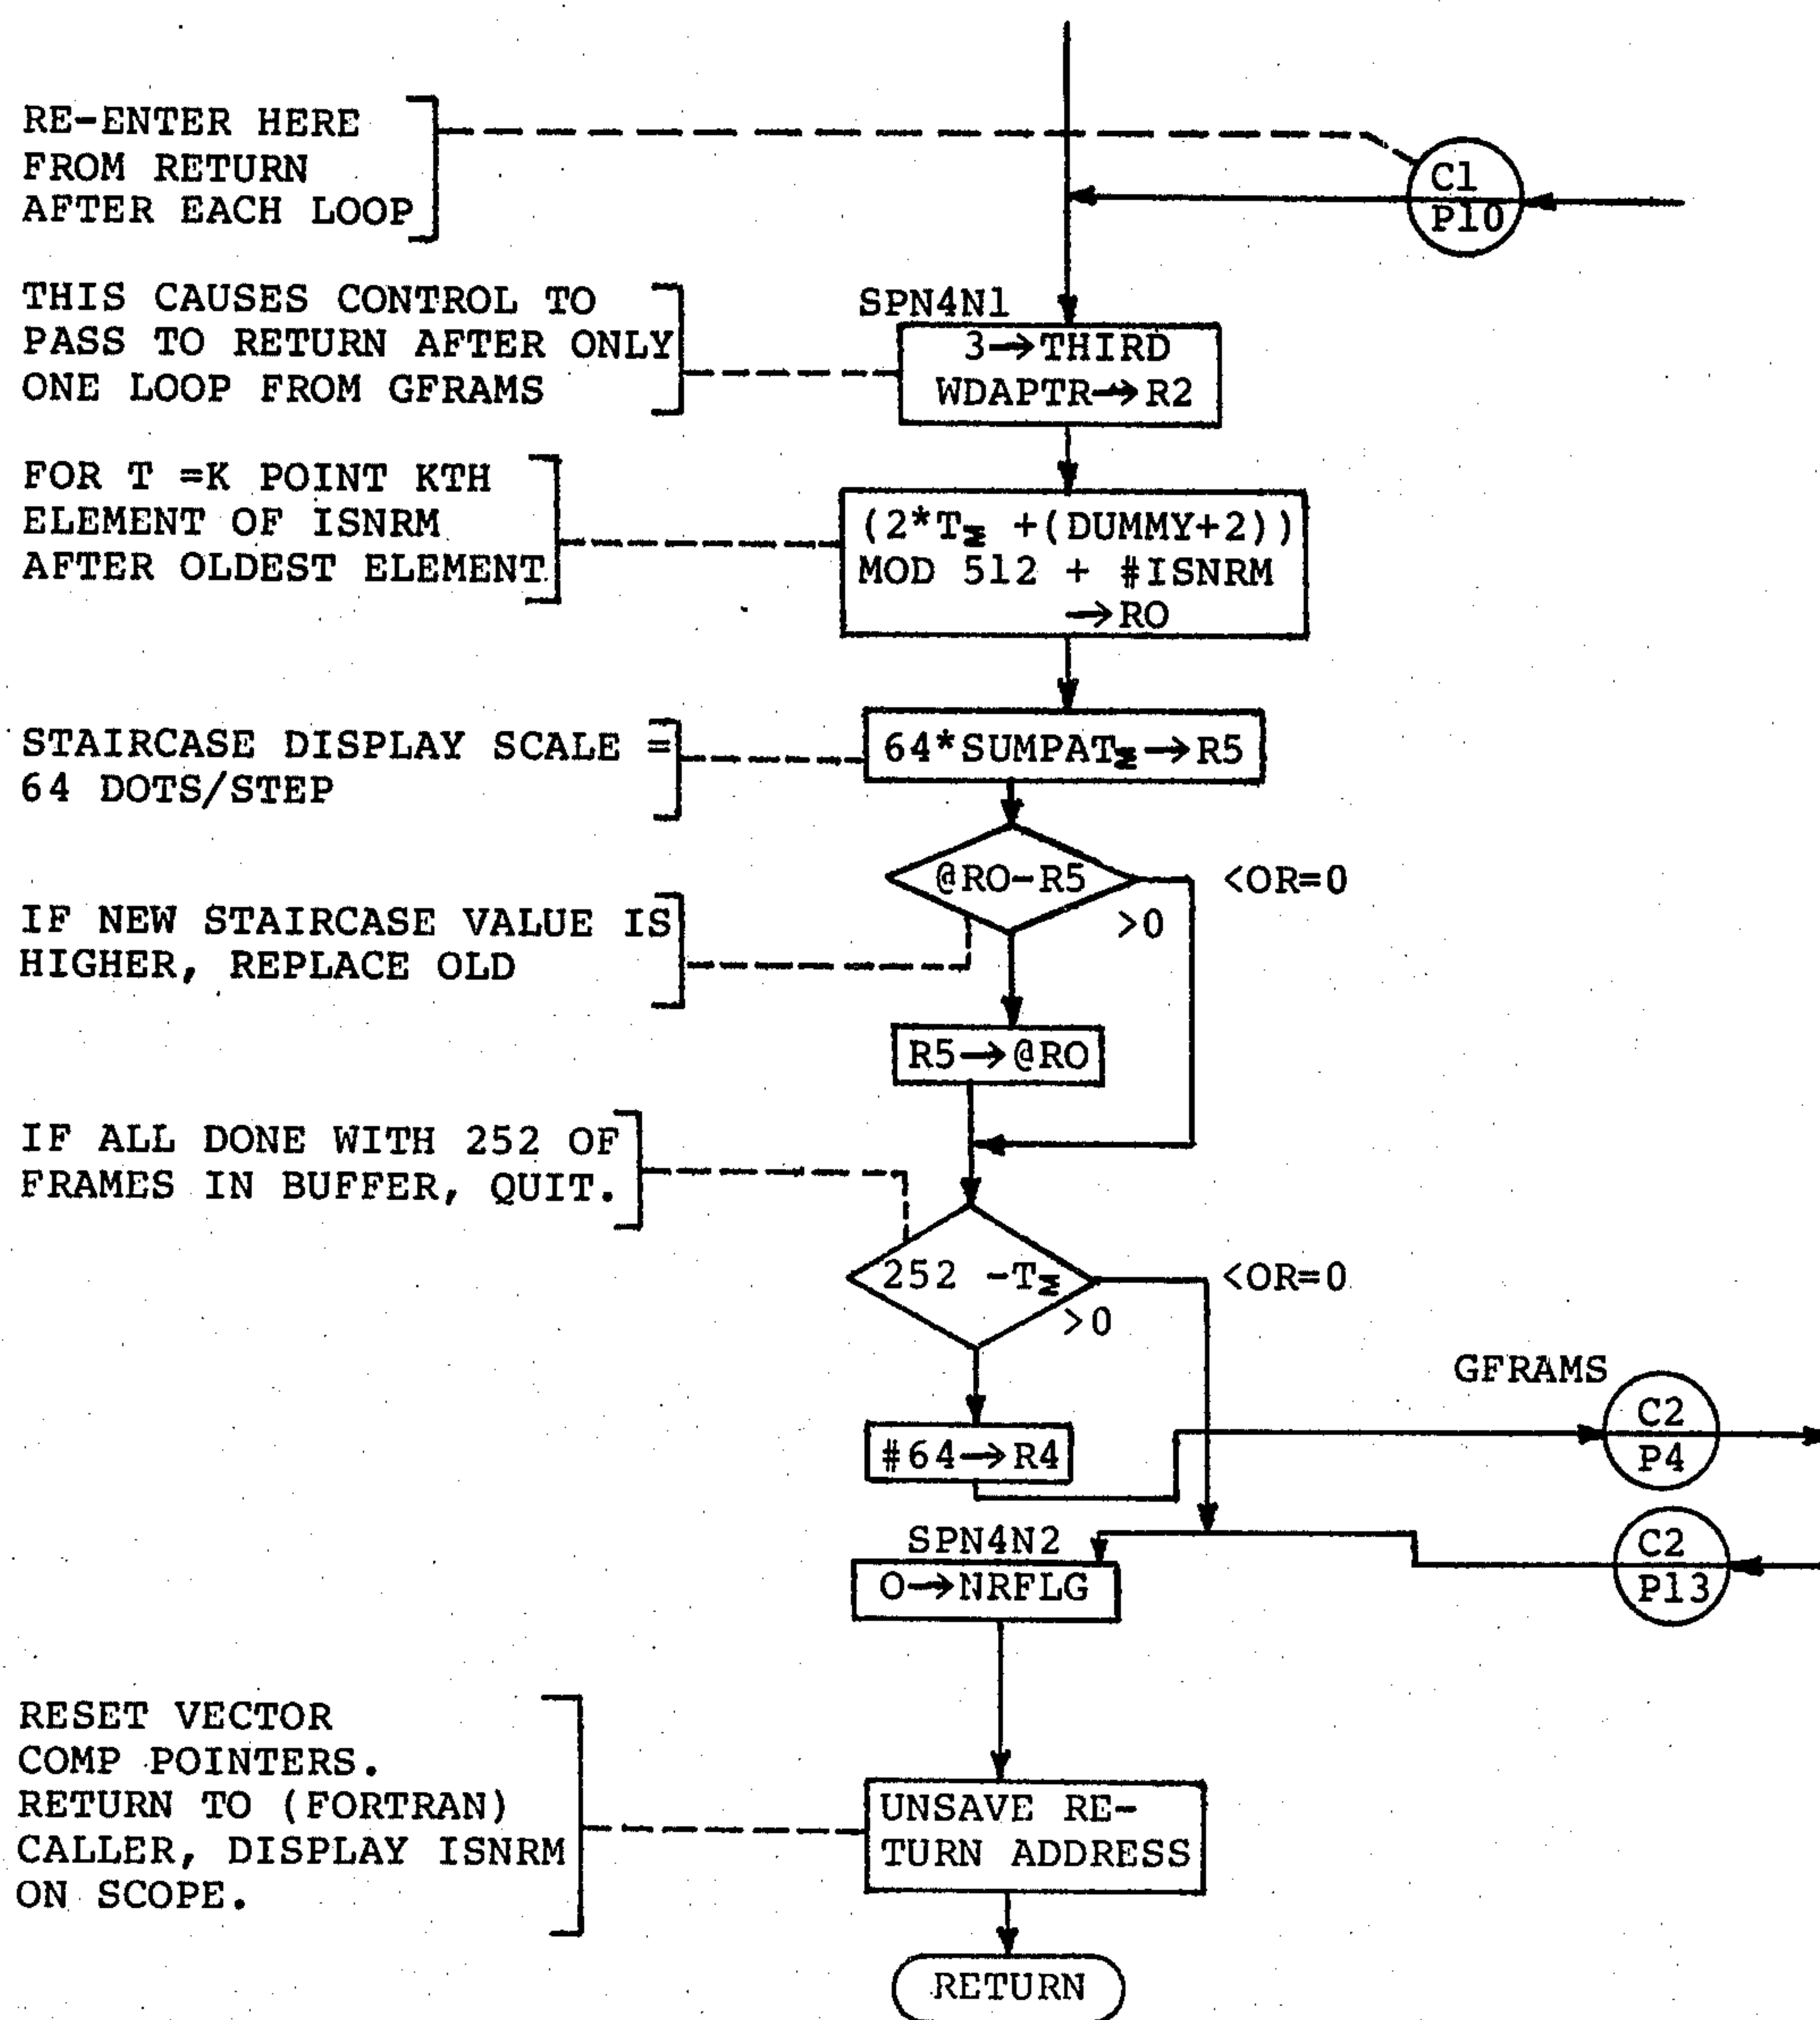 RE-ENTER HERE
FROM RETURN
AFTER EACH LOOP
C1
P10
THIS CAUSES CONTROL TO
PASS TO RETURN AFTER ONLY
ONE LOOP FROM GFRAMS
SPN4N1
3→THIRD
WDAPTR→R2
FOR T =K POINT KTH
ELEMENT OF ISNRM
AFTER OLDEST ELEMENT
(2*TΣ +(DUMMY+2))
MOD 512 + #ISNRM
→RO
STAIRCASE DISPLAY SCALE =
64 DOTS/STEP
64*SUMPATΣ→R5
@RO-R5
<OR=0
>0
IF NEW STAIRCASE VALUE IS
HIGHER, REPLACE OLD
R5→@RO
IF ALL DONE WITH 252 OF
FRAMES IN BUFFER, QUIT.
252 -TΣ
<OR=0
>0
GFRAMS
C2
P4
#64→R4
SPN4N2
O→NRFLG
C2
P13
RESET VECTOR
COMP POINTERS.
RETURN TO (FORTRAN)
CALLER, DISPLAY ISNRM
ON SCOPE.
UNSAVE RE-
TURN ADDRESS
RETURN